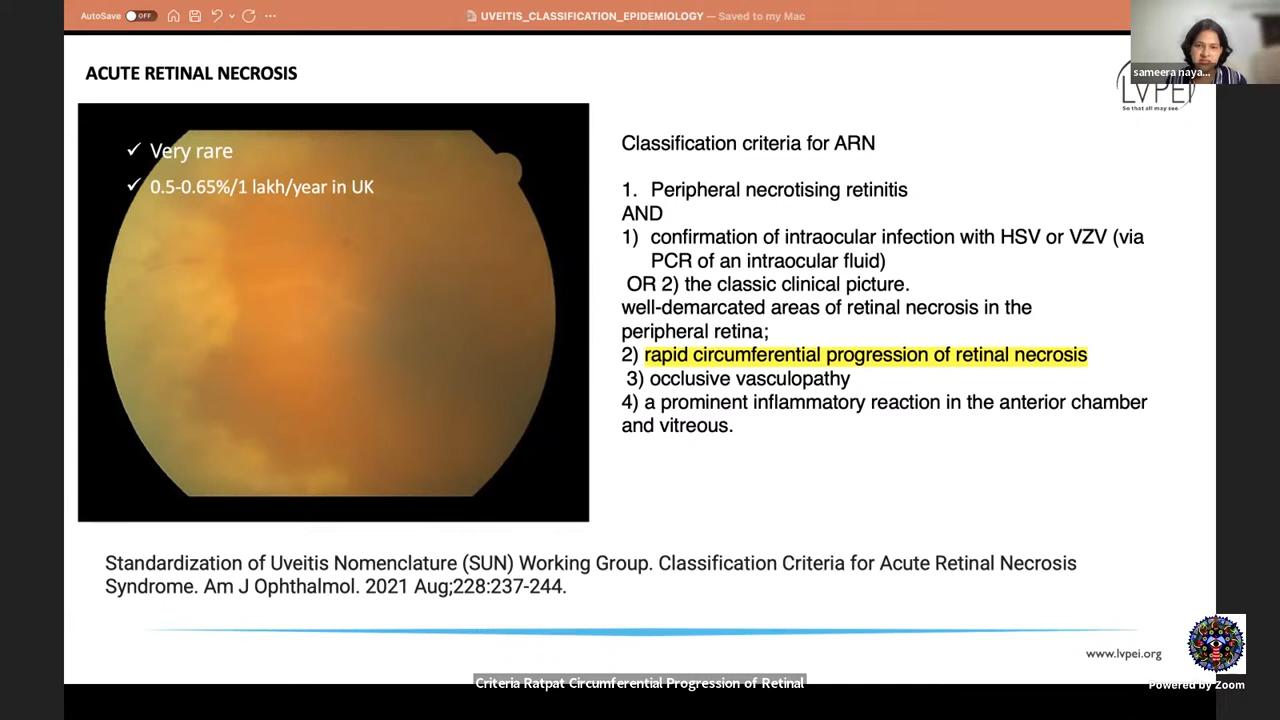 AutoSave OFF
UVEITIS_CLASSIFICATION_EPIDEMIOLOGY — Saved to my Mac
sameera naya...
LVPEI
So that all may see
ACUTE RETINAL NECROSIS
✓ Very rare
✓ 0.5-0.65%/1 lakh/year in UK
Classification criteria for ARN
1. Peripheral necrotising retinitis
AND
1) confirmation of intraocular infection with HSV or VZV (via
PCR of an intraocular fluid)
OR 2) the classic clinical picture.
well-demarcated areas of retinal necrosis in the
peripheral retina;
2) rapid circumferential progression of retinal necrosis
3) occlusive vasculopathy
4) a prominent inflammatory reaction in the anterior chamber
and vitreous.
Standardization of Uveitis Nomenclature (SUN) Working Group. Classification Criteria for Acute Retinal Necrosis
Syndrome. Am J Ophthalmol. 2021 Aug;228:237-244.
www.lvpei.org
Criteria Ratpat Circumferential Progression of Retinal
Powered by Zoom